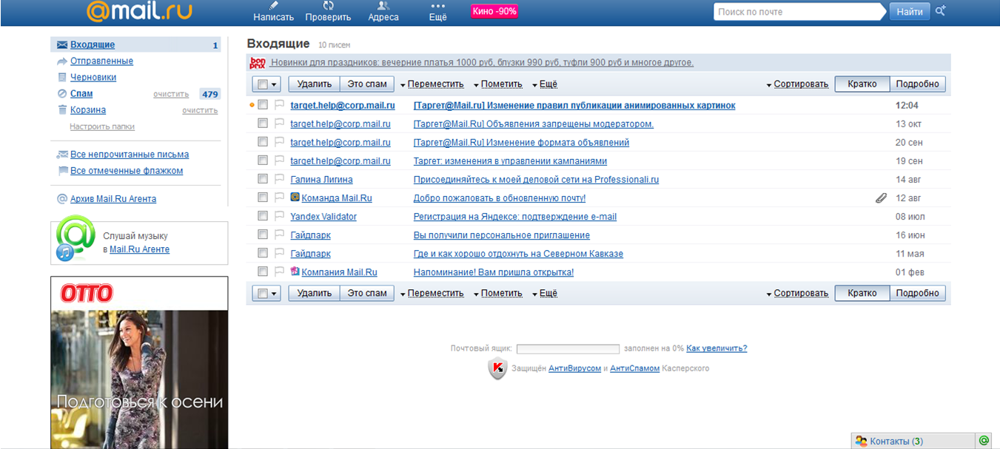 @mail.ru
Написать
Проверить
Адреса
Ещё
Кино -90%
Поиск по почте
Найти
Входящие 1
Отправленные
Черновики
Спам очистить 479
Корзина очистить
Настроить папки
Все непрочитанные письма
Все отмеченные флажком
Архив Mail.Ru Агента
Слушай музыку
в Mail.Ru Агенте
OTTO
Подготовься к осени
Входящие 10 писем
bon prix Новинки для праздников: вечерние платья 1000 руб, блузки 990 руб, туфли 900 руб и многое другое.
Удалить Это спам Переместить Пометить Ещё Сортировать Кратко Подробно
target.help@corp.mail.ru [Таргет@Mail.ru] Изменение правил публикации анимированных картинок 12:04
target.help@corp.mail.ru [Таргет@Mail.Ru] Объявления запрещены модератором. 13 окт
target.help@corp.mail.ru [Таргет@Mail.Ru] Изменение формата объявлений 20 сен
target.help@corp.mail.ru Таргет: изменения в управлении кампаниями 19 сен
Галина Лигина Присоединяйтесь к моей деловой сети на Professionali.ru 14 авг
Команда Mail.Ru Добро пожаловать в обновленную почту! 12 авг
Yandex Validator Регистрация на Яндексе: подтверждение e-mail 08 июл
Гайдпарк Вы получили персональное приглашение 16 июн
Гайдпарк Где и как хорошо отдохнуть на Северном Кавказе 11 мая
Компания Mail.Ru Напоминание! Вам пришла открытка! 01 фев
Удалить Это спам Переместить Пометить Ещё Сортировать Кратко Подробно
Почтовый ящик: заполнен на 0% Как увеличить?
Защищён АнтиВирусом и АнтиСпамом Касперского
Контакты (3)